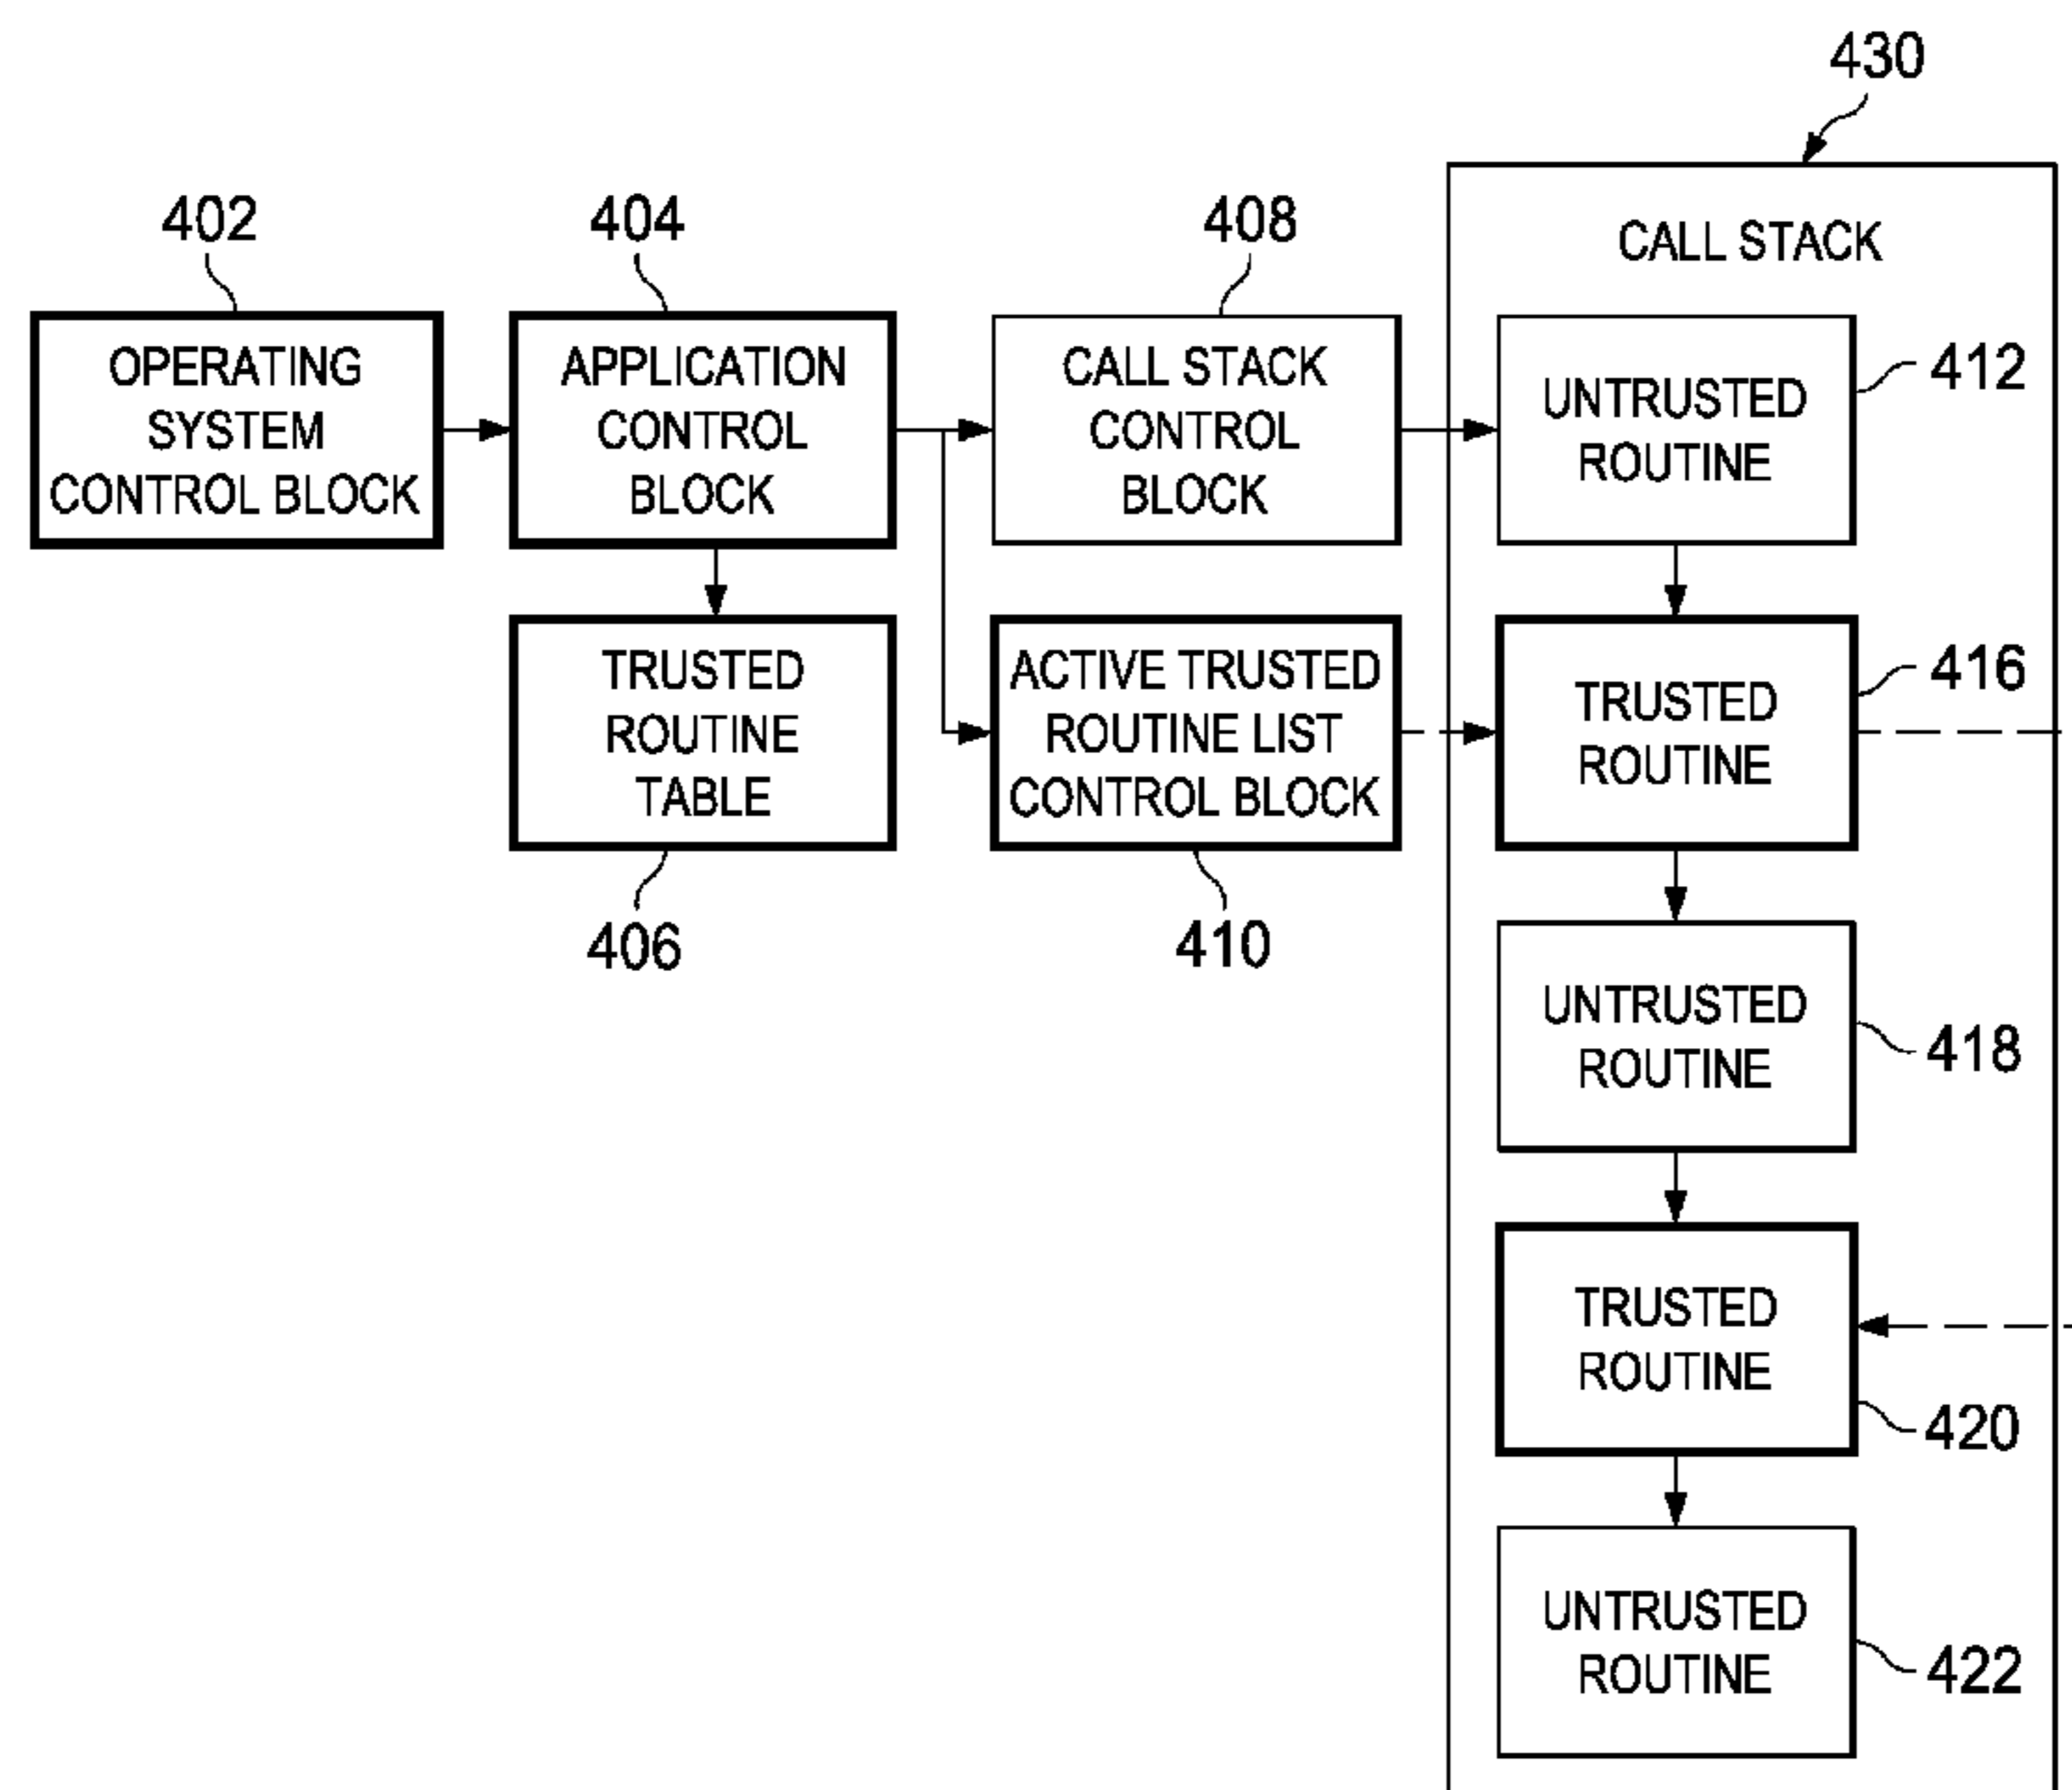 430
402
404
408
CALL STACK
OPERATING
SYSTEM
CONTROL BLOCK
APPLICATION
CONTROL
BLOCK
CALL STACK
CONTROL
BLOCK
UNTRUSTED
ROUTINE
412
TRUSTED
ROUTINE
TABLE
ACTIVE TRUSTED
ROUTINE LIST
CONTROL BLOCK
TRUSTED
ROUTINE
416
406
410
UNTRUSTED
ROUTINE
418
TRUSTED
ROUTINE
420
UNTRUSTED
ROUTINE
422